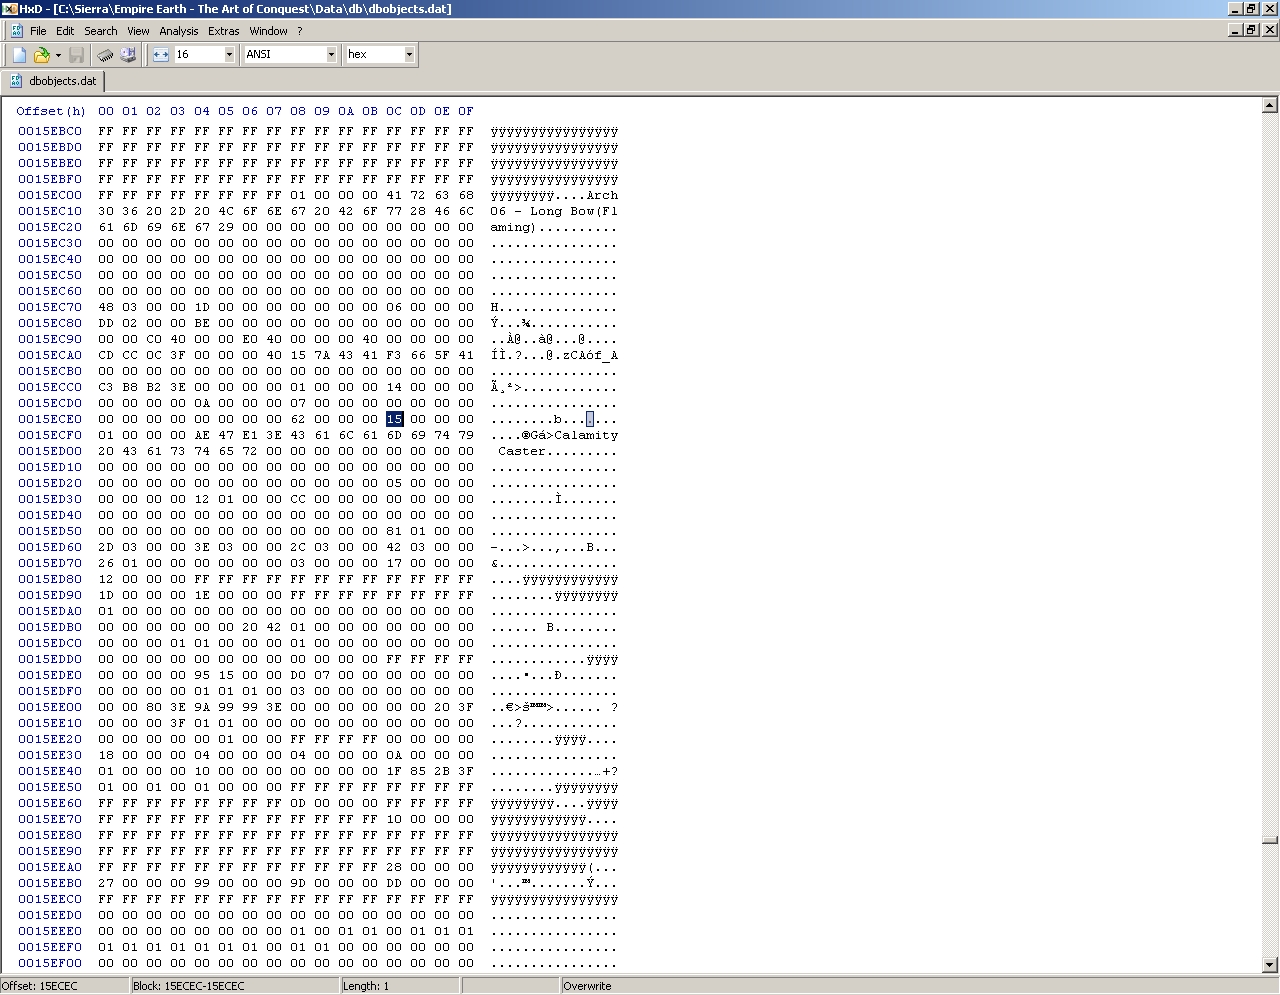 HxD - [C:\Sierra\Empire Earth - The Art of Conquest\Data\db\dbobjects.dat]
File Edit Search View Analysis Extras Window ?
16 ANSI hex
dbobjects.dat
Offset(h) 00 01 02 03 04 05 06 07 08 09 0A 0B 0C 0D 0E 0F
0015EBC0 FF FF FF FF FF FF FF FF FF FF FF FF FF FF FF FF ÿÿÿÿÿÿÿÿÿÿÿÿÿÿÿÿ
0015EBD0 FF FF FF FF FF FF FF FF FF FF FF FF FF FF FF FF ÿÿÿÿÿÿÿÿÿÿÿÿÿÿÿÿ
0015EBE0 FF FF FF FF FF FF FF FF FF FF FF FF FF FF FF FF ÿÿÿÿÿÿÿÿÿÿÿÿÿÿÿÿ
0015EBF0 FF FF FF FF FF FF FF FF FF FF FF FF FF FF FF FF ÿÿÿÿÿÿÿÿÿÿÿÿÿÿÿÿ
0015EC00 FF FF FF FF FF FF FF FF 01 00 00 00 41 72 63 68 ÿÿÿÿÿÿÿÿ....Arch
0015EC10 30 36 20 2D 20 4C 6F 6E 67 20 42 6F 77 28 46 6C 06 - Long Bow(Fl
0015EC20 61 6D 69 6E 67 29 00 00 00 00 00 00 00 00 00 00 aming)..........
0015EC30 00 00 00 00 00 00 00 00 00 00 00 00 00 00 00 00 ................
0015EC40 00 00 00 00 00 00 00 00 00 00 00 00 00 00 00 00 ................
0015EC50 00 00 00 00 00 00 00 00 00 00 00 00 00 00 00 00 ................
0015EC60 00 00 00 00 00 00 00 00 00 00 00 00 00 00 00 00 ................
0015EC70 48 03 00 00 1D 00 00 00 00 00 00 00 06 00 00 00 H...............
0015EC80 DD 02 00 00 BE 00 00 00 00 00 00 00 00 00 00 00 Ý...¾...........
0015EC90 00 00 C0 40 00 00 E0 40 00 00 00 40 00 00 00 00 ..À@..à@...@....
0015ECA0 CD CC 0C 3F 00 00 00 40 15 7A 43 41 F3 66 5F 41 ÍÌ.?...@.zCAóf_A
0015ECB0 00 00 00 00 00 00 00 00 00 00 00 00 00 00 00 00 ................
0015ECC0 C3 B8 B2 3E 00 00 00 00 01 00 00 00 14 00 00 00 Ã¸²>............
0015ECD0 00 00 00 00 0A 00 00 00 07 00 00 00 00 00 00 00 ................
0015ECE0 00 00 00 00 00 00 00 00 62 00 00 00 15 00 00 00 ........b.......
0015ECF0 01 00 00 00 AE 47 E1 3E 43 61 6C 61 6D 69 74 79 ....®Gá>Calamity
0015ED00 20 43 61 73 74 65 72 00 00 00 00 00 00 00 00 00  Caster.........
0015ED10 00 00 00 00 00 00 00 00 00 00 00 00 00 00 00 00 ................
0015ED20 00 00 00 00 00 00 00 00 00 00 00 00 05 00 00 00 ................
0015ED30 00 00 00 00 12 01 00 00 CC 00 00 00 00 00 00 00 ........Ì.......
0015ED40 00 00 00 00 00 00 00 00 00 00 00 00 00 00 00 00 ................
0015ED50 00 00 00 00 00 00 00 00 00 00 00 00 81 01 00 00 ................
0015ED60 2D 03 00 00 3E 03 00 00 2C 03 00 00 42 03 00 00 -...>...,...B...
0015ED70 26 01 00 00 00 00 00 00 03 00 00 00 17 00 00 00 &...............
0015ED80 12 00 00 00 FF FF FF FF FF FF FF FF FF FF FF FF ....ÿÿÿÿÿÿÿÿÿÿÿÿ
0015ED90 1D 00 00 00 1E 00 00 00 FF FF FF FF FF FF FF FF ........ÿÿÿÿÿÿÿÿ
0015EDA0 01 00 00 00 00 00 00 00 00 00 00 00 00 00 00 00 ................
0015EDB0 00 00 00 00 00 00 20 42 01 00 00 00 00 00 00 00 ...... B........
0015EDC0 00 00 00 01 01 00 00 00 01 00 00 00 00 00 00 00 ................
0015EDD0 00 00 00 00 00 00 00 00 00 00 00 00 FF FF FF FF ............ÿÿÿÿ
0015EDE0 00 00 00 00 95 15 00 00 D0 07 00 00 00 00 00 00 ....•...Ð.......
0015EDF0 00 00 00 00 01 01 01 00 03 00 00 00 00 00 00 00 ................
0015EE00 00 00 80 3E 9A 99 99 3E 00 00 00 00 00 00 20 3F ..€>š™™>...... ?
0015EE10 00 00 00 3F 01 01 00 00 00 00 00 00 00 00 00 00 ...?............
0015EE20 00 00 00 00 00 01 00 00 FF FF FF FF 00 00 00 00 ........ÿÿÿÿ....
0015EE30 18 00 00 00 04 00 00 00 04 00 00 00 0A 00 00 00 ................
0015EE40 01 00 00 00 10 00 00 00 00 00 00 00 1F 85 2B 3F .............…+?
0015EE50 01 00 01 00 01 00 00 00 FF FF FF FF FF FF FF FF ........ÿÿÿÿÿÿÿÿ
0015EE60 FF FF FF FF FF FF FF FF 0D 00 00 00 FF FF FF FF ÿÿÿÿÿÿÿÿ....ÿÿÿÿ
0015EE70 FF FF FF FF FF FF FF FF FF FF FF FF 10 00 00 00 ÿÿÿÿÿÿÿÿÿÿÿÿ....
0015EE80 FF FF FF FF FF FF FF FF FF FF FF FF FF FF FF FF ÿÿÿÿÿÿÿÿÿÿÿÿÿÿÿÿ
0015EE90 FF FF FF FF FF FF FF FF FF FF FF FF FF FF FF FF ÿÿÿÿÿÿÿÿÿÿÿÿÿÿÿÿ
0015EEA0 FF FF FF FF FF FF FF FF FF FF FF FF 28 00 00 00 ÿÿÿÿÿÿÿÿÿÿÿÿ(...
0015EEB0 27 00 00 00 99 00 00 00 9D 00 00 00 DD 00 00 00 '...™.......Ý...
0015EEC0 FF FF FF FF FF FF FF FF FF FF FF FF FF FF FF FF ÿÿÿÿÿÿÿÿÿÿÿÿÿÿÿÿ
0015EED0 00 00 00 00 00 00 00 00 00 00 00 00 00 00 00 00 ................
0015EEE0 00 00 00 00 00 00 00 00 01 00 01 01 00 01 01 01 ................
0015EEF0 01 01 01 01 01 01 01 00 01 01 00 00 00 00 00 00 ................
0015EF00 00 00 00 00 00 00 00 00 00 00 00 00 00 00 00 00 ................
Offset: 15ECEC Block: 15ECEC-15ECEC Length: 1 Overwrite